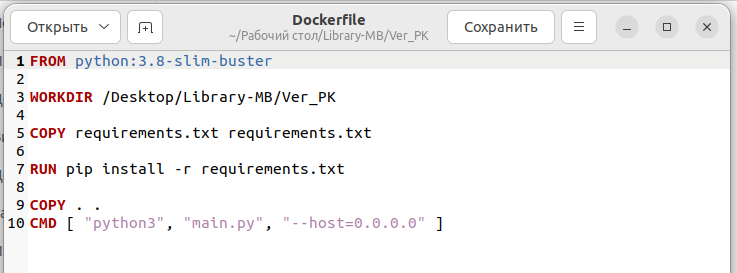 Открыть
Dockerfile
~/Рабочий стол/Library-MB/Ver_PK
Сохранить
1 FROM python:3.8-slim-buster
2
3 WORKDIR /Desktop/Library-MB/Ver_PK
4
5 COPY requirements.txt requirements.txt
6
7 RUN pip install -r requirements.txt
8
9 COPY . .
10 CMD [ "python3", "main.py", "--host=0.0.0.0" ]